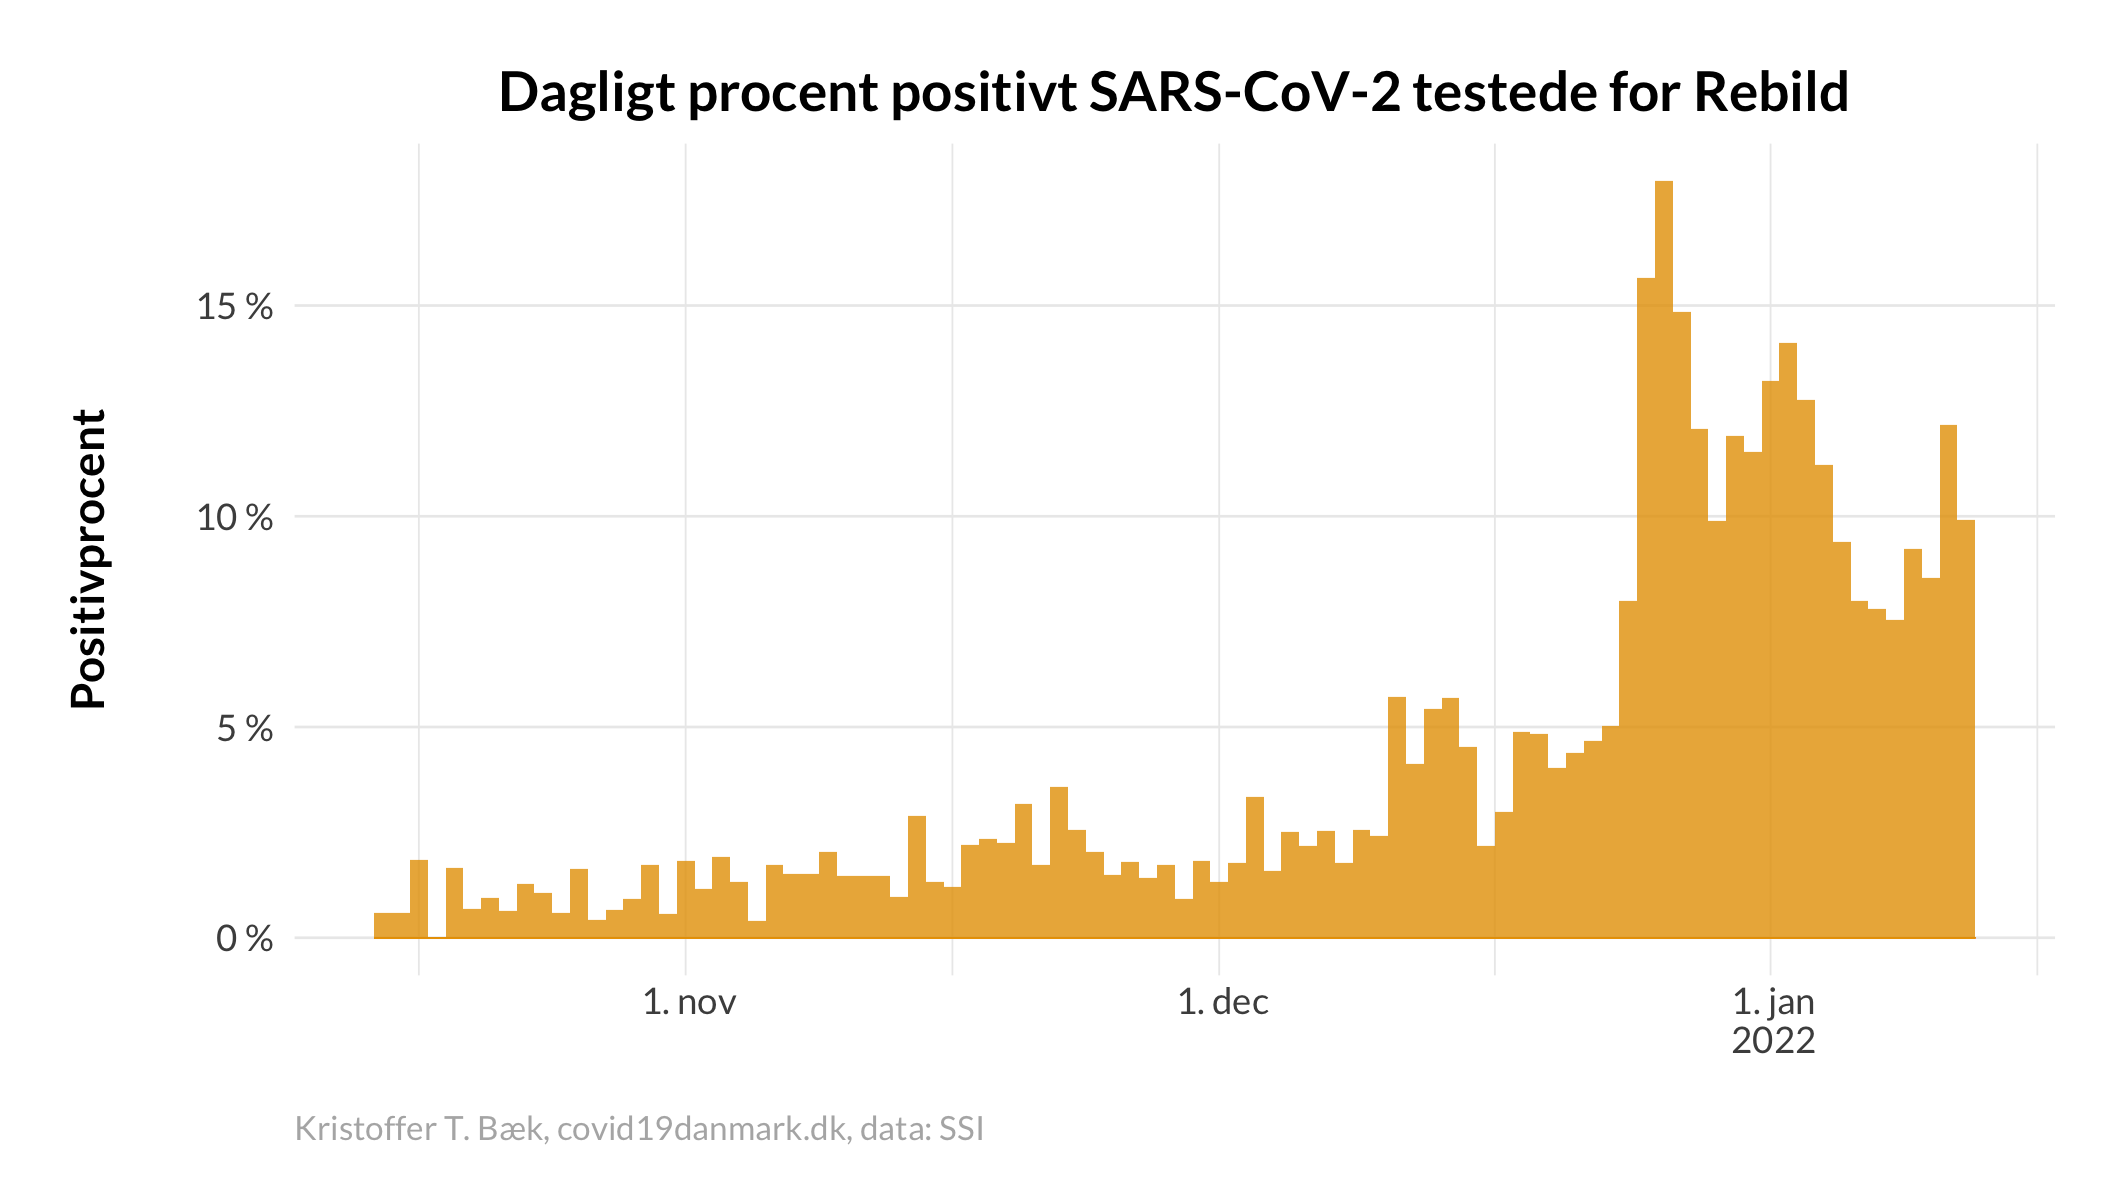 Dagligt procent positivt SARS-CoV-2 testede for Rebild
Positivprocent
15 %
10 %
5 %
0 %
1. nov
1. dec
1. jan
2022
Kristoffer T. Bæk, covid19danmark.dk, data: SSI